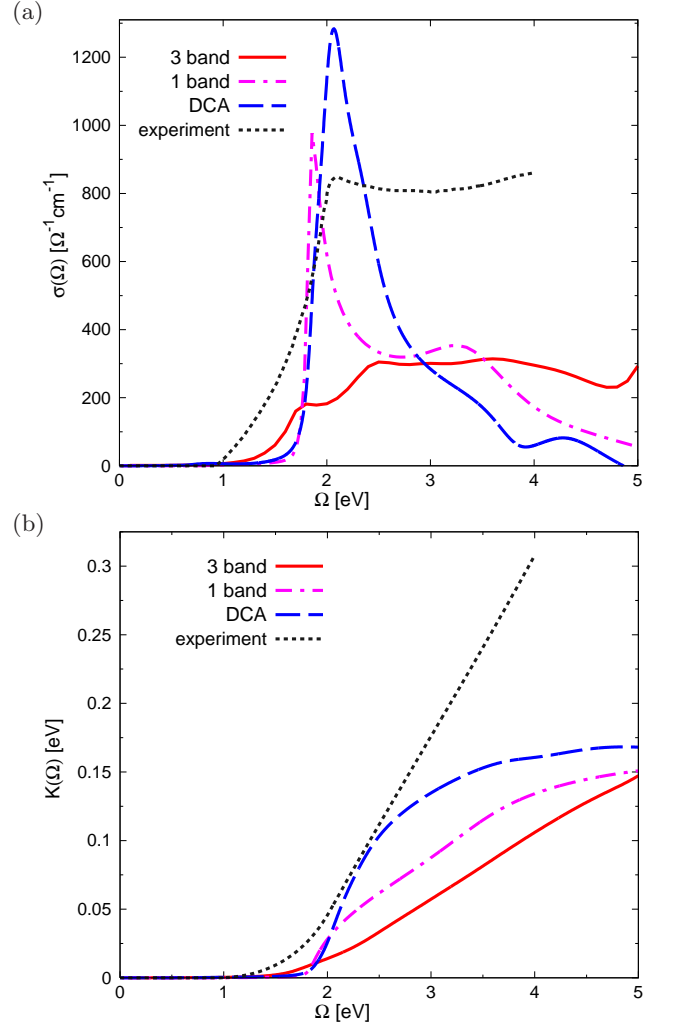 (a)
1200
1000
800
600
400
200
0
σ(Ω) [Ω⁻¹cm⁻¹]
3 band
1 band
DCA
experiment
0 1 2 3 4 5
Ω [eV]
(b)
0.3
0.25
0.2
0.15
0.1
0.05
0
K(Ω) [eV]
3 band
1 band
DCA
experiment
0 1 2 3 4 5
Ω [eV]